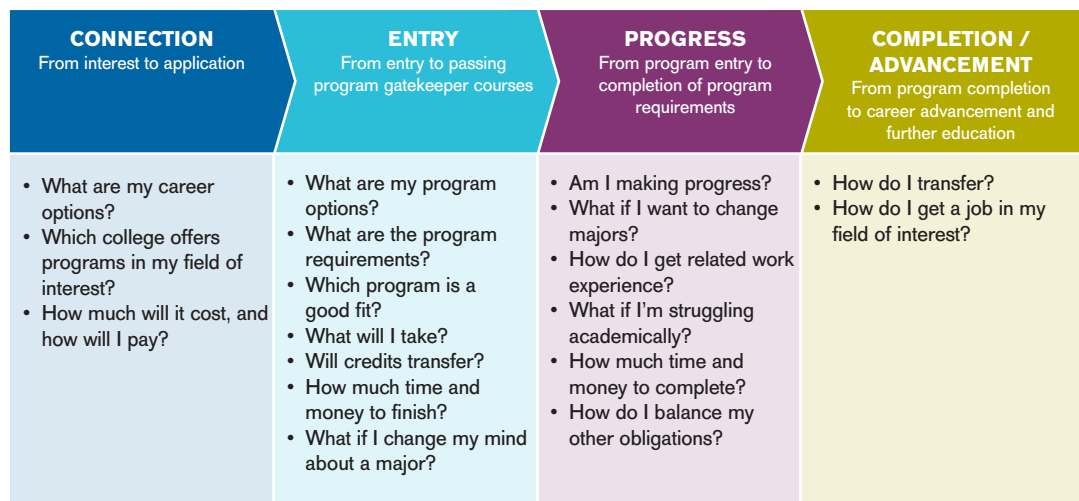 CONNECTION
From interest to application
ENTRY
From entry to passing
program gatekeeper courses
PROGRESS
From program entry to
completion of program
requirements
COMPLETION /
ADVANCEMENT
From program completion
to career advancement and
further education
• What are my career
options?
• Which college offers
programs in my field of
interest?
• How much will it cost, and
how will I pay?
• What are my program
options?
• What are the program
requirements?
• Which program is a
good fit?
• What will I take?
• Will credits transfer?
• How much time and
money to finish?
• What if I change my mind
about a major?
• Am I making progress?
• What if I want to change
majors?
• How do I get related work
experience?
• What if I’m struggling
academically?
• How much time and
money to complete?
• How do I balance my
other obligations?
• How do I transfer?
• How do I get a job in my
field of interest?